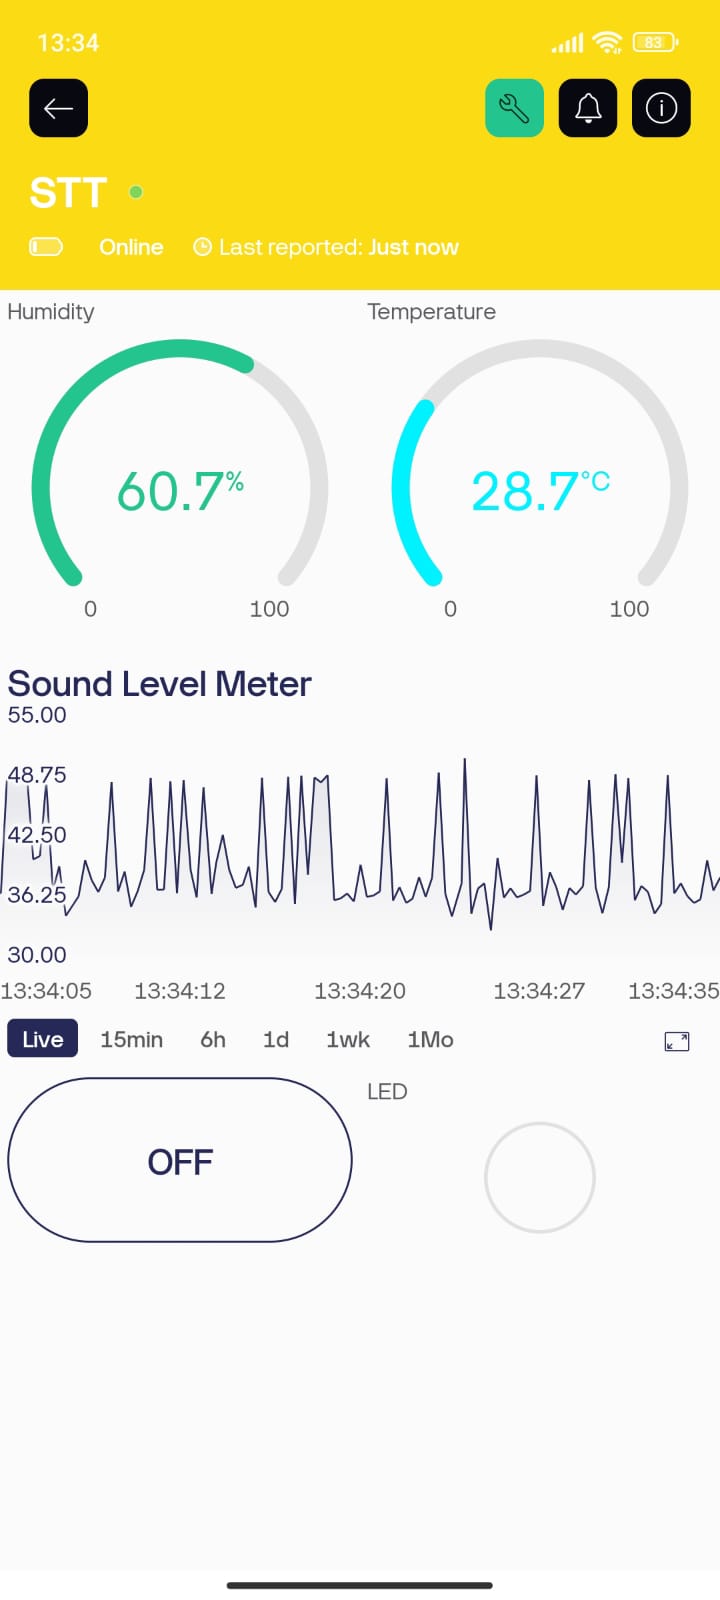 13:34
83
STT
Online Last reported: Just now
Humidity
Temperature
60.7%
28.7°C
0 100
0 100
Sound Level Meter
55.00
48.75
42.50
36.25
30.00
13:34:05 13:34:12 13:34:20 13:34:27 13:34:35
Live 15min 6h 1d 1wk 1Mo
LED
OFF